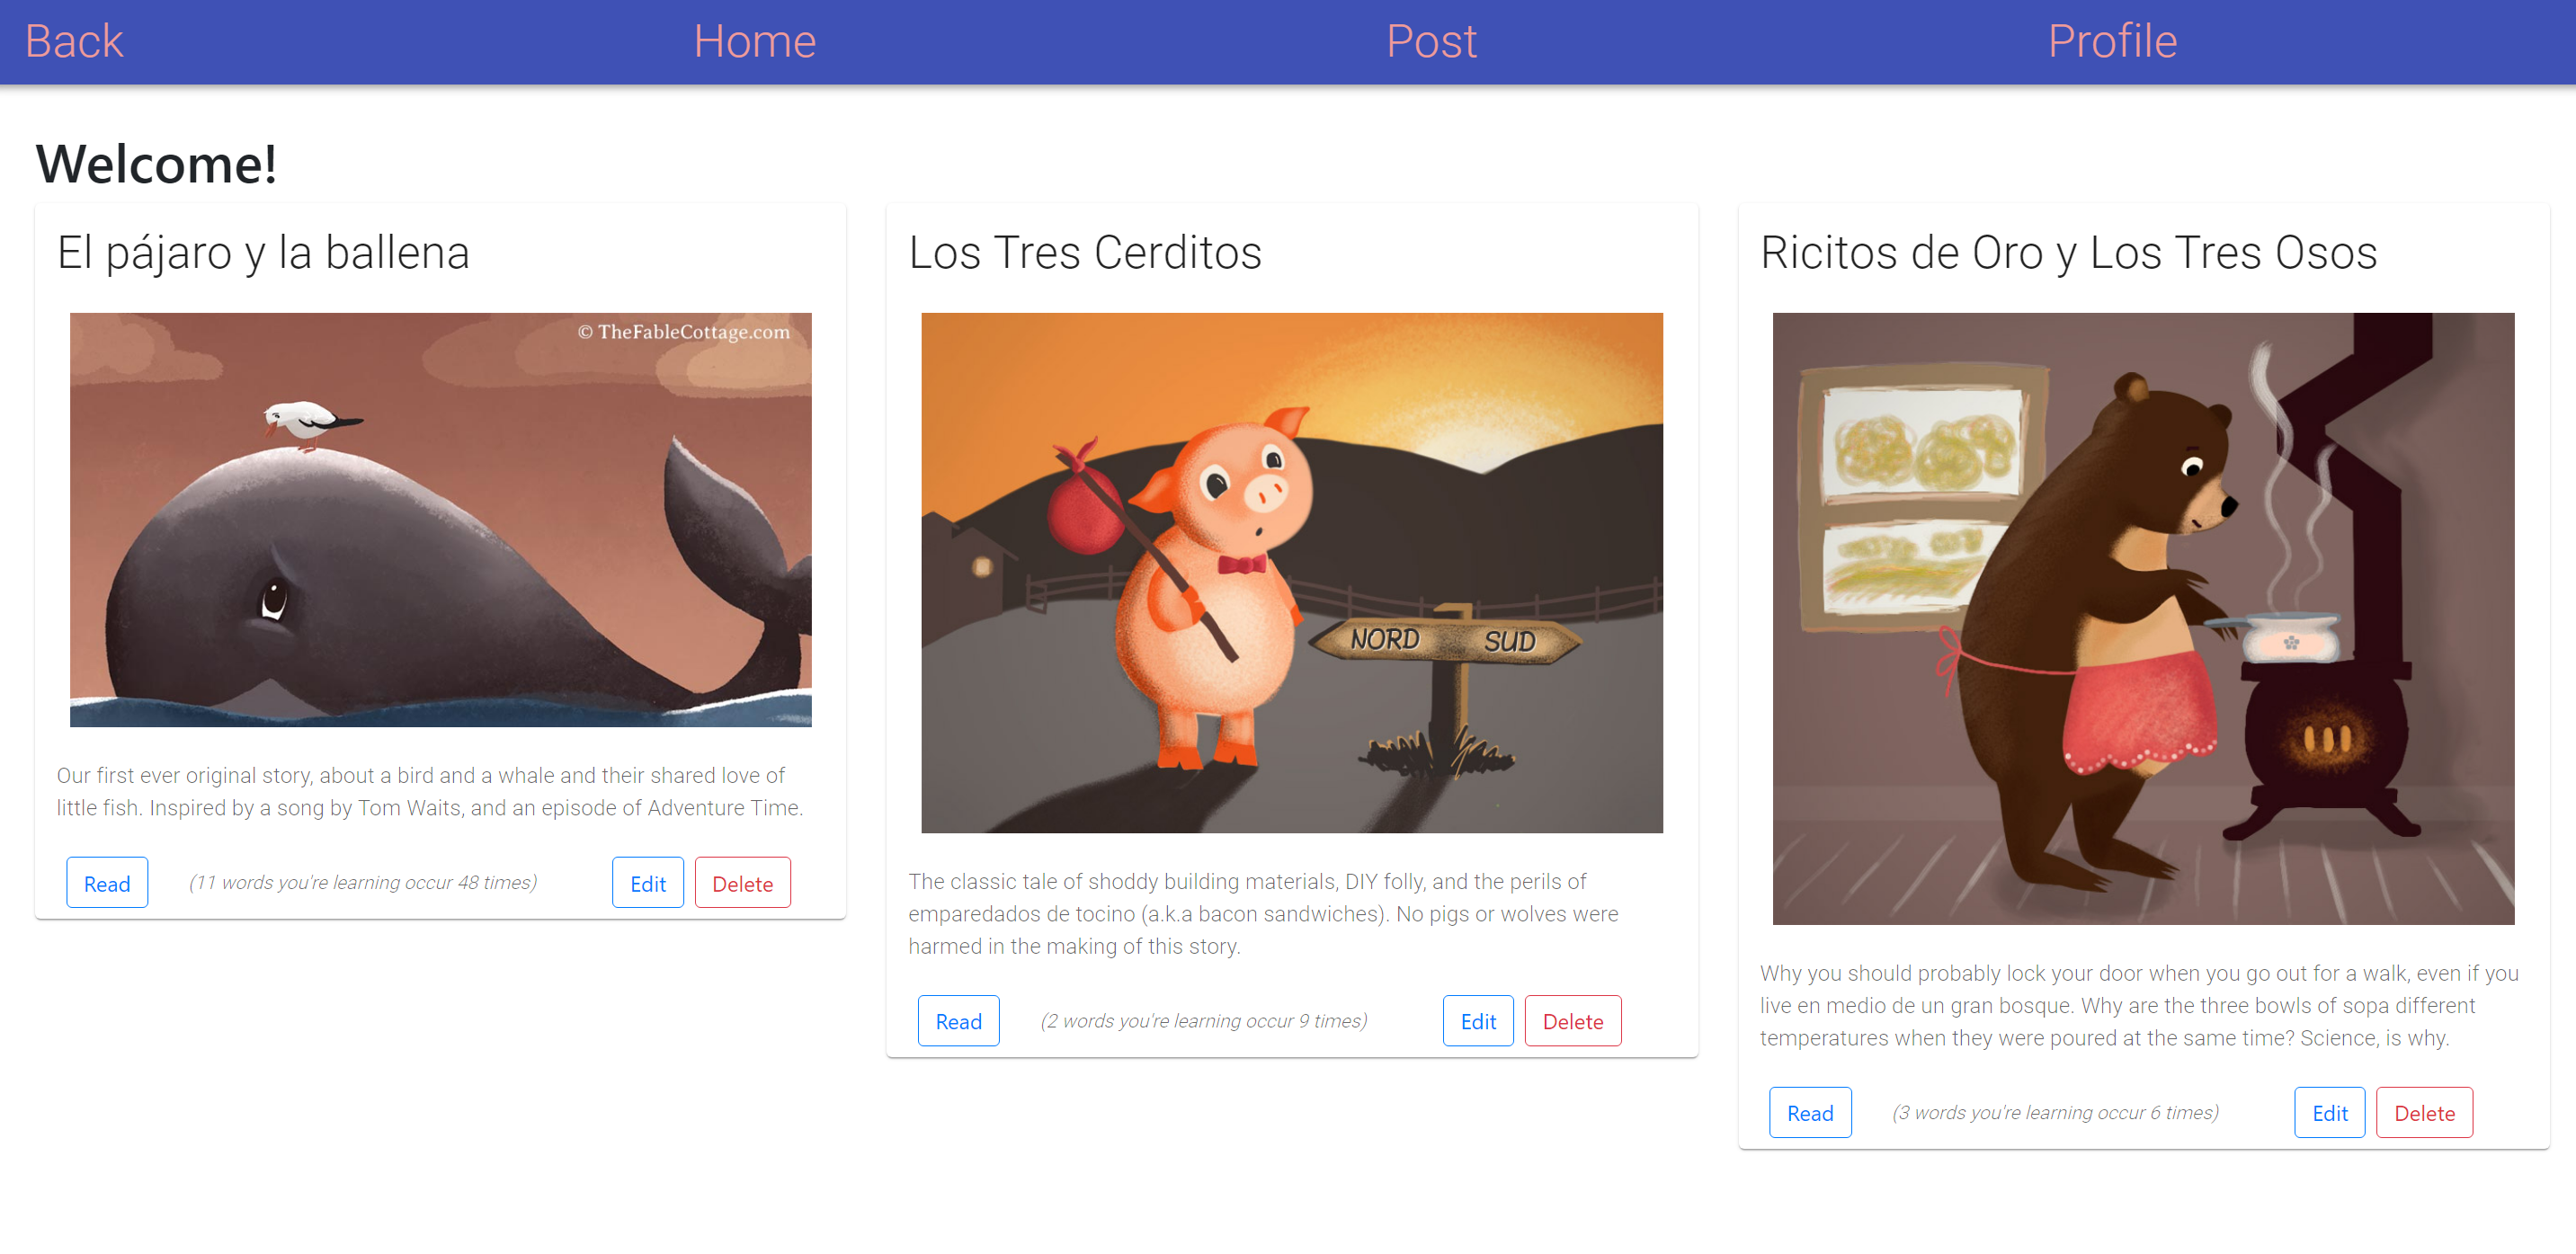 Back Home Post Profile
Welcome!
El pájaro y la ballena
© TheFableCottage.com
Our first ever original story, about a bird and a whale and their shared love of
little fish. Inspired by a song by Tom Waits, and an episode of Adventure Time.
Read (11 words you're learning occur 48 times) Edit Delete
Los Tres Cerditos
NORD SUD
The classic tale of shoddy building materials, DIY folly, and the perils of
emparedados de tocino (a.k.a bacon sandwiches). No pigs or wolves were
harmed in the making of this story.
Read (2 words you're learning occur 9 times) Edit Delete
Ricitos de Oro y Los Tres Osos
Why you should probably lock your door when you go out for a walk, even if you
live en medio de un gran bosque. Why are the three bowls of sopa different
temperatures when they were poured at the same time? Science, is why.
Read (3 words you're learning occur 6 times) Edit Delete